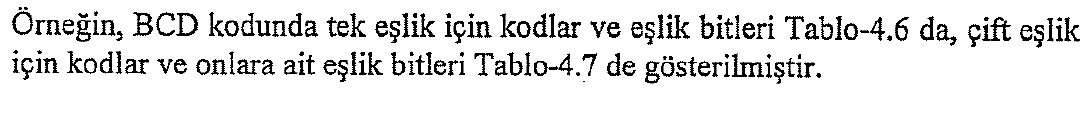 Örneğin, BCD kodunda tek eşlik için kodlar ve eşlik bitleri Tablo-4.6 da, çift eşlik
için kodlar ve onlara ait eşlik bitleri Tablo-4.7 de gösterilmiştir.